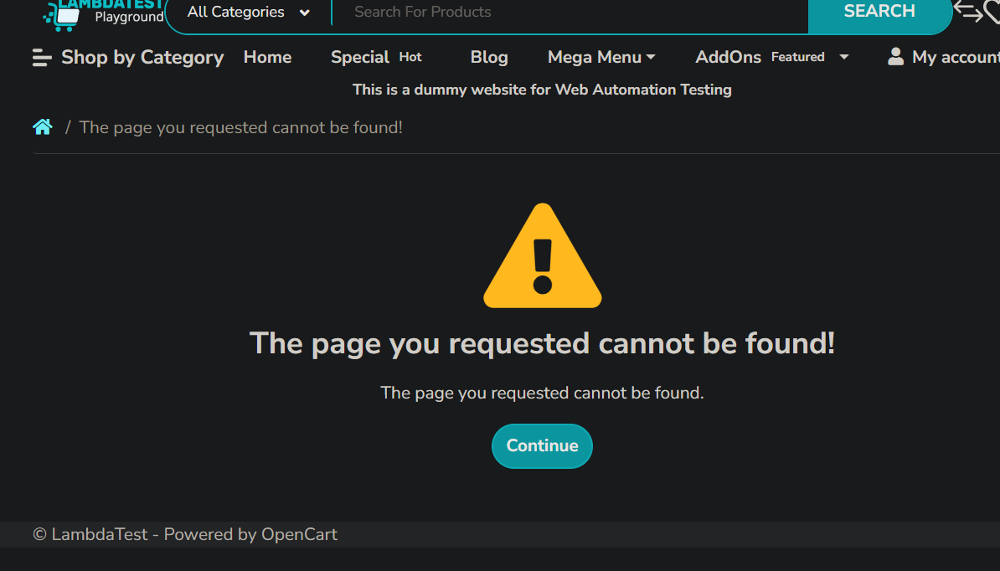 LAMBDATEST
Playground
All Categories
Search For Products
SEARCH
Shop by Category Home Special Hot Blog Mega Menu AddOns Featured My account
This is a dummy website for Web Automation Testing
/ The page you requested cannot be found!
The page you requested cannot be found!
The page you requested cannot be found.
Continue
© LambdaTest - Powered by OpenCart